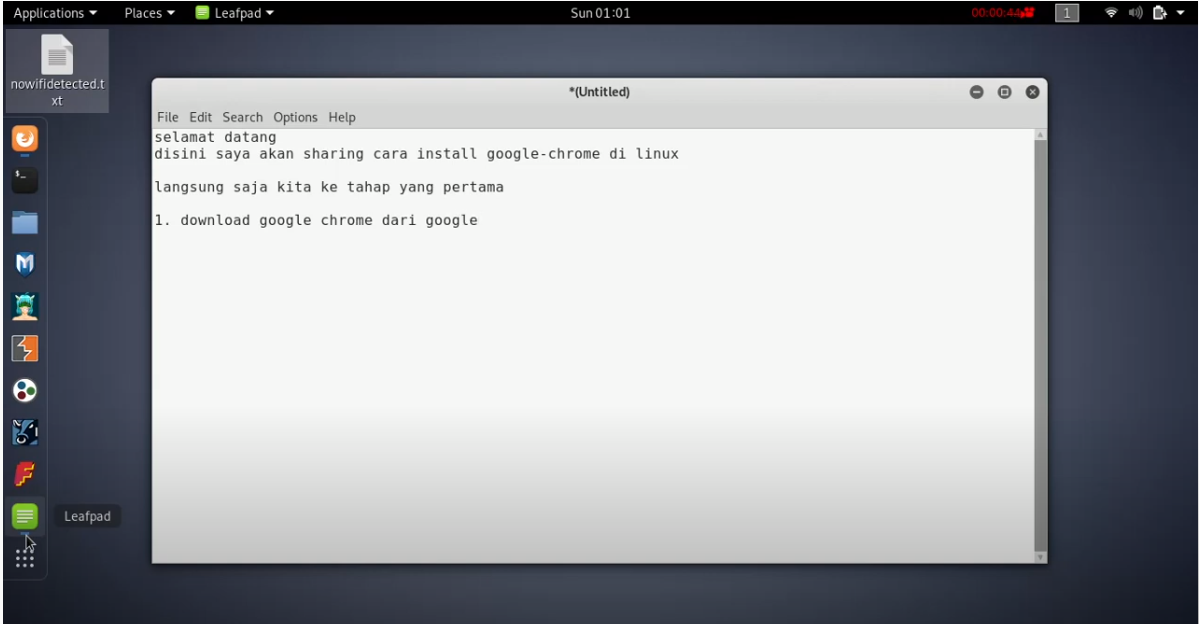 Applications Places Leafpad Sun 01:01 00:00:44 1
nowifidetected.t
xt
*(Untitled)
File Edit Search Options Help
selamat datang
disini saya akan sharing cara install google-chrome di linux
langsung saja kita ke tahap yang pertama
1. download google chrome dari google
$_
Leafpad